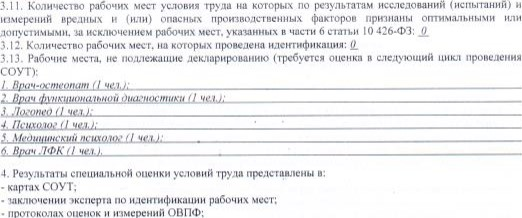 3.11. Количество рабочих мест условия труда на которых по результатам исследований (испытаний) и
измерений вредных и (или) опасных производственных факторов признаны оптимальными или
допустимыми, за исключением рабочих мест, указанных в части 6 статьи 10 426-ФЗ: 0
3.12. Количество рабочих мест, на которых проведена идентификация: 0
3.13. Рабочие места, не подлежащие декларированию (требуется оценка в следующий цикл проведения
СОУТ):
1. Врач-остеопат (1 чел.);
2. Врач функциональной диагностики (1 чел.);
3. Логопед (1 чел.);
4. Психолог (1 чел.);
5. Медицинский психолог (1 чел.);
6. Врач ЛФК (1 чел.).
4. Результаты специальной оценки условий труда представлены в:
- картах СОУТ;
- заключении эксперта по идентификации рабочих мест;
- протоколах оценок и измерений ОВПФ;